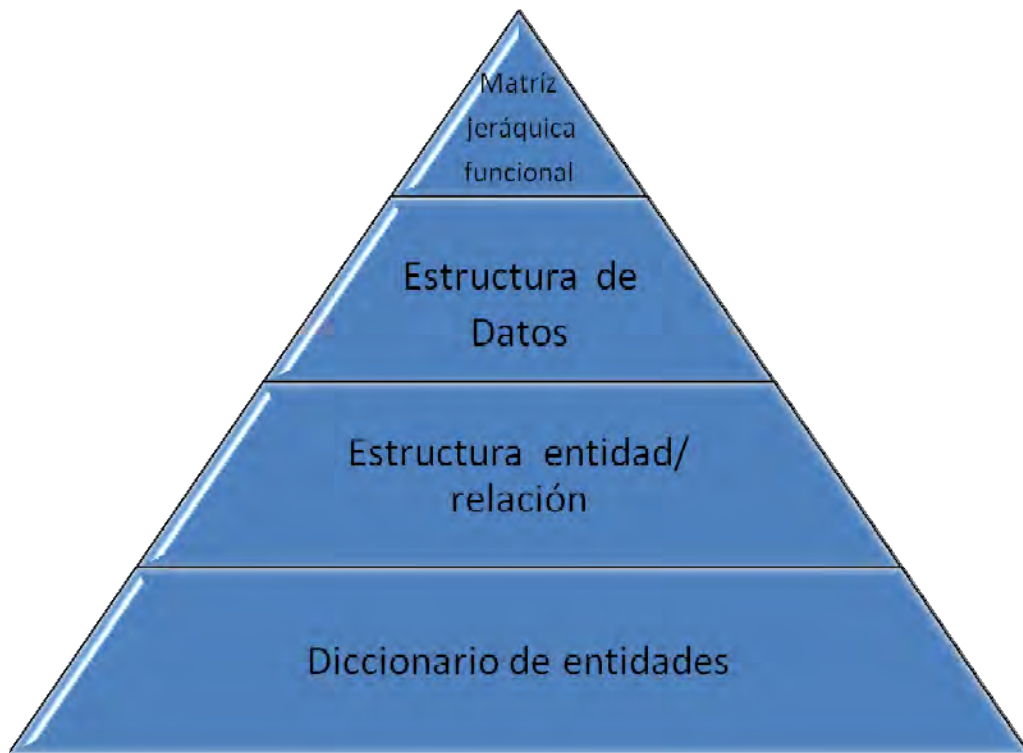 Matríz
jeráquica
funcional
Estructura de
Datos
Estructura entidad/
relación
Diccionario de entidades